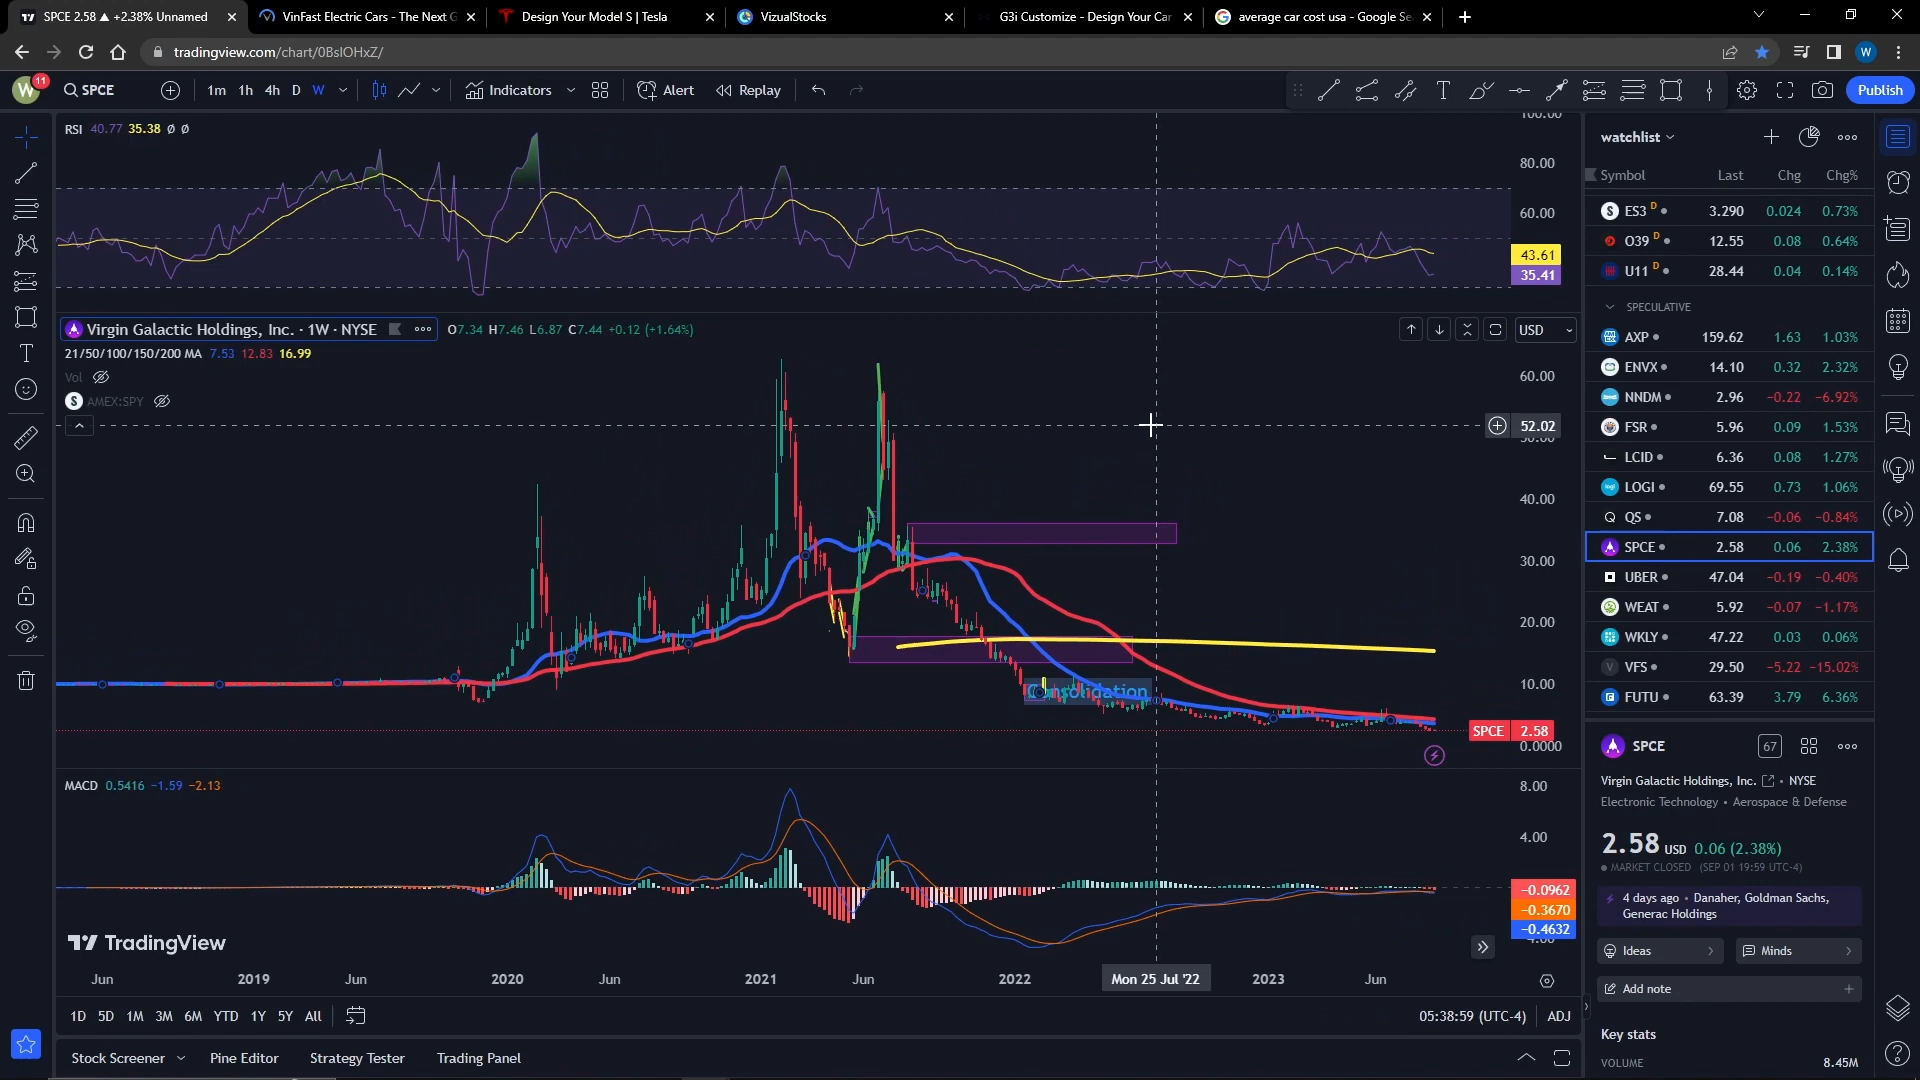 SPCE 2.58 ▲ +2.38% Unnamed
VinFast Electric Cars - The Next G
Design Your Model S | Tesla
VizualStocks
G3i Customize - Design Your Car
average car cost usa - Google Se
tradingview.com/chart/0BslOHxZ/
W
W 11
SPCE
1m 1h 4h D W
Indicators
Alert
Replay
Publish
RSI 40.77 35.38 Ø Ø
100.00
80.00
60.00
43.61
35.41
Virgin Galactic Holdings, Inc. · 1W · NYSE
O7.34 H7.46 L6.87 C7.44 +0.12 (+1.64%)
USD
21/50/100/150/200 MA 7.53 12.83 16.99
Vol
S AMEX:SPY
60.00
52.02
50.00
40.00
30.00
20.00
10.00
Consolidation
SPCE 2.58
0.0000
MACD 0.5416 −1.59 −2.13
8.00
4.00
−0.0962
−0.3670
−0.4632
TradingView
Jun 2019 Jun 2020 Jun 2021 Jun 2022 Mon 25 Jul '22 2023 Jun
1D 5D 1M 3M 6M YTD 1Y 5Y All
05:38:59 (UTC-4) ADJ
Stock Screener Pine Editor Strategy Tester Trading Panel
watchlist
Symbol Last Chg Chg%
ES3 D 3.290 0.024 0.73%
O39 D 12.55 0.08 0.64%
U11 D 28.44 0.04 0.14%
SPECULATIVE
AXP 159.62 1.63 1.03%
ENVX 14.10 0.32 2.32%
NNDM 2.96 −0.22 −6.92%
FSR 5.96 0.09 1.53%
LCID 6.36 0.08 1.27%
LOGI 69.55 0.73 1.06%
QS 7.08 −0.06 −0.84%
SPCE 2.58 0.06 2.38%
UBER 47.04 −0.19 −0.40%
WEAT 5.92 −0.07 −1.17%
WKLY 47.22 0.03 0.06%
VFS 29.50 −5.22 −15.02%
FUTU 63.39 3.79 6.36%
SPCE
67
Virgin Galactic Holdings, Inc. • NYSE
Electronic Technology • Aerospace & Defense
2.58 USD 0.06 (2.38%)
MARKET CLOSED (SEP 01 19:59 UTC-4)
4 days ago • Danaher, Goldman Sachs,
Generac Holdings
Ideas
Minds
Add note
Key stats
VOLUME 8.45M